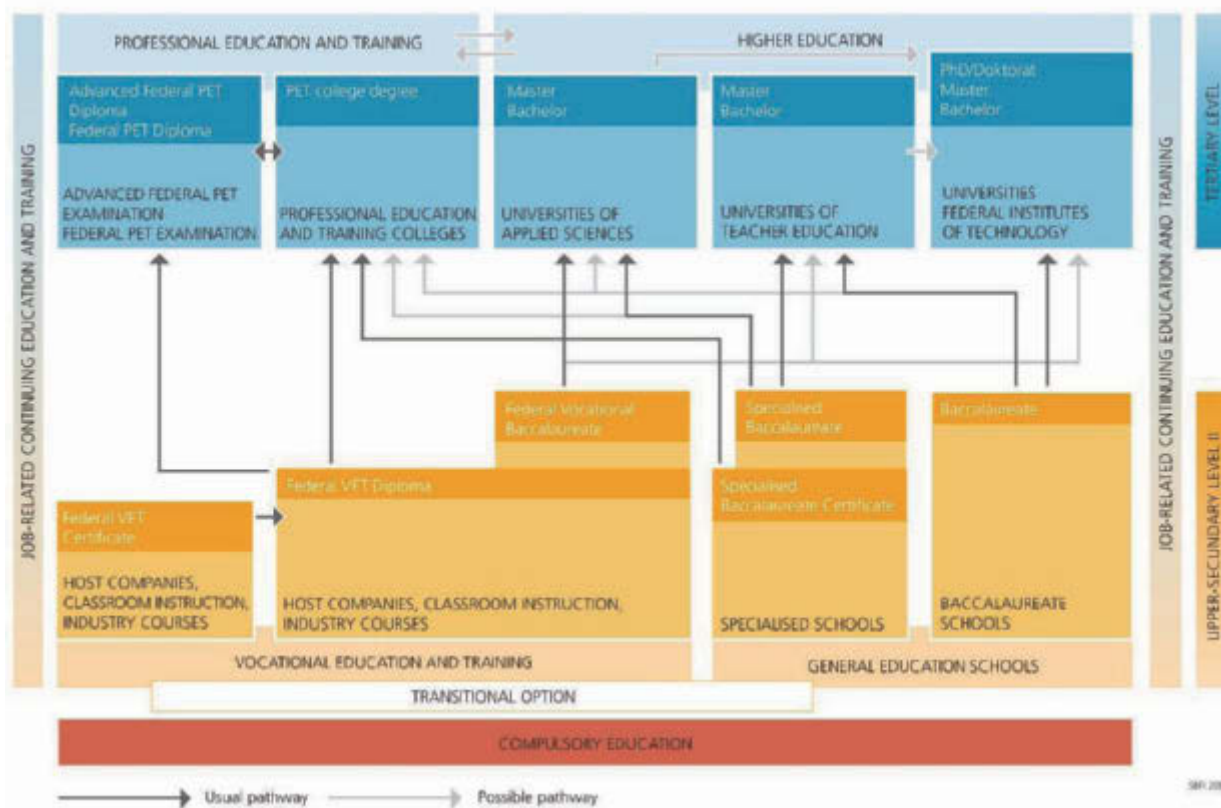 PROFESSIONAL EDUCATION AND TRAINING
HIGHER EDUCATION
JOB-RELATED CONTINUING EDUCATION AND TRAINING
Advanced Federal PET
Diploma
Federal PET Diploma
ADVANCED FEDERAL PET
EXAMINATION
FEDERAL PET EXAMINATION
PET college degree
PROFESSIONAL EDUCATION
AND TRAINING COLLEGES
Master
Bachelor
UNIVERSITIES OF
APPLIED SCIENCES
Master
Bachelor
UNIVERSITIES OF
TEACHER EDUCATION
PhD/Doktorat
Master
Bachelor
UNIVERSITIES
FEDERAL INSTITUTES
OF TECHNOLOGY
JOB-RELATED CONTINUING EDUCATION AND TRAINING
TERTIARY LEVEL
Federal VET
Certificate
HOST COMPANIES,
CLASSROOM INSTRUCTION,
INDUSTRY COURSES
Federal Vocational
Baccalaureate
Federal VET Diploma
HOST COMPANIES, CLASSROOM INSTRUCTION,
INDUSTRY COURSES
Specialised
Baccalaureate
Specialised
Baccalaureate Certificate
SPECIALISED SCHOOLS
Baccalaureate
BACCALAUREATE
SCHOOLS
UPPER-SECUNDARY LEVEL II
VOCATIONAL EDUCATION AND TRAINING
GENERAL EDUCATION SCHOOLS
TRANSITIONAL OPTION
COMPULSORY EDUCATION
Usual pathway
Possible pathway